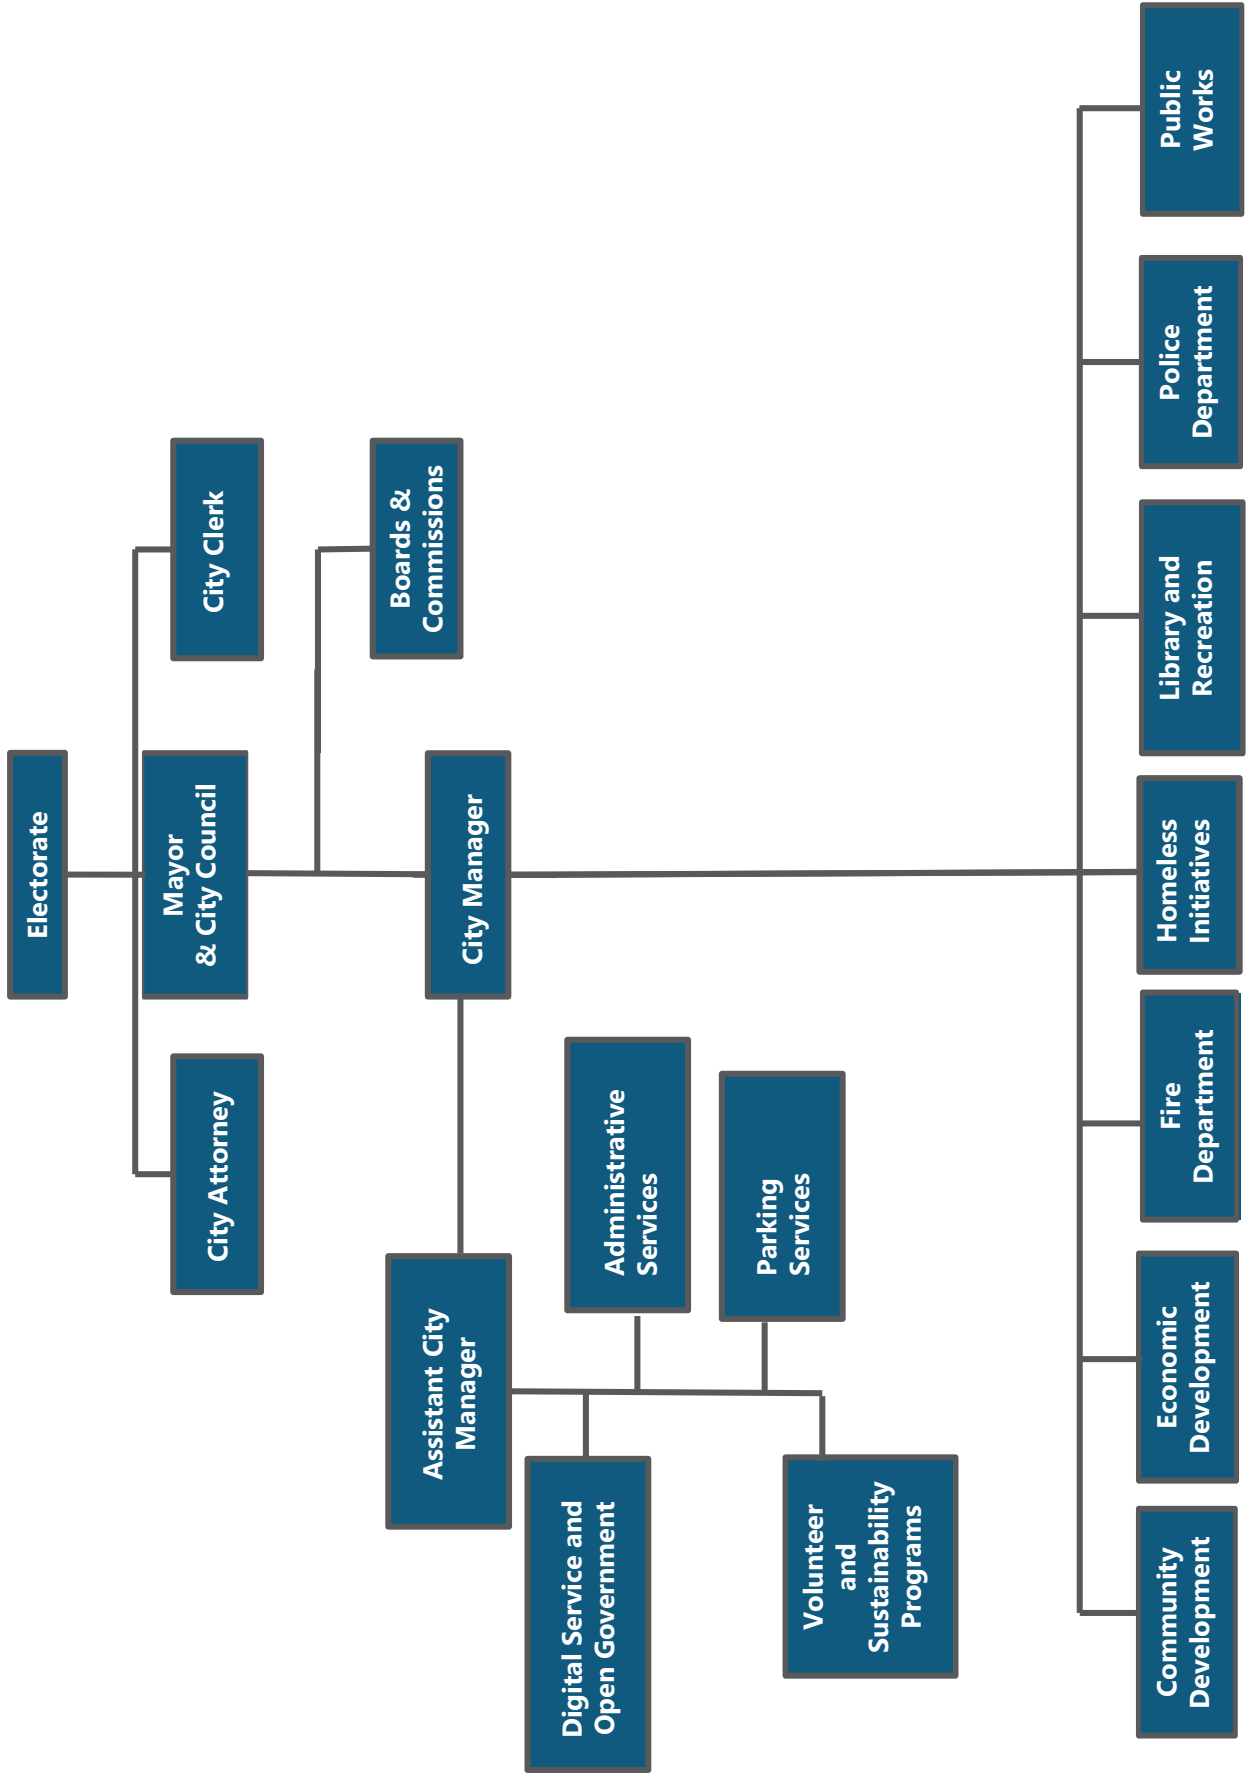 Electorate
City Attorney
Mayor
& City Council
City Clerk
Boards &
Commissions
Assistant City
Manager
City Manager
Digital Service and
Open Government
Administrative
Services
Parking
Services
Volunteer
and
Sustainability
Programs
Community
Development
Economic
Development
Fire
Department
Homeless
Initiatives
Library and
Recreation
Police
Department
Public
Works